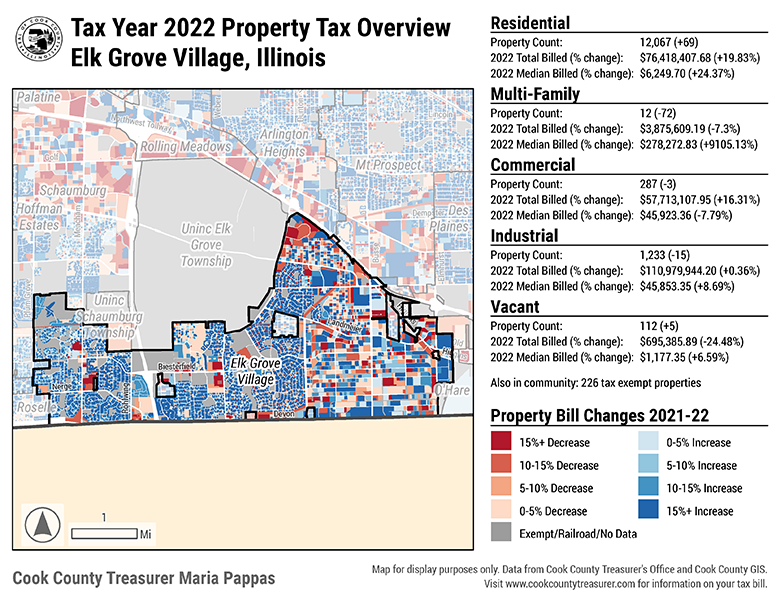 Tax Year 2022 Property Tax Overview
Elk Grove Village, Illinois
Palatine
Northwest Tollway
Rolling Meadows
Arlington
Heights
Golf
Mt Prospect
Schaumburg
Hoffman
Estates
Dempster
Des
Plaines
Uninc Elk
Grove
Township
Uninc
Schaumburg
Township
Landmeier
Biesterfield
Elk Grove
Village
Nerge
Roselle
Devon
O'Hare
1
Mi
Cook County Treasurer Maria Pappas
Residential
Property Count: 12,067 (+69)
2022 Total Billed (% change): $76,418,407.68 (+19.83%)
2022 Median Billed (% change): $6,249.70 (+24.37%)
Multi-Family
Property Count: 12 (-72)
2022 Total Billed (% change): $3,875,609.19 (-7.3%)
2022 Median Billed (% change): $278,272.83 (+9105.13%)
Commercial
Property Count: 287 (-3)
2022 Total Billed (% change): $57,713,107.95 (+16.31%)
2022 Median Billed (% change): $45,923.36 (-7.79%)
Industrial
Property Count: 1,233 (-15)
2022 Total Billed (% change): $110,979,944.20 (+0.36%)
2022 Median Billed (% change): $45,853.35 (+8.69%)
Vacant
Property Count: 112 (+5)
2022 Total Billed (% change): $695,385.89 (-24.48%)
2022 Median Billed (% change): $1,177.35 (+6.59%)
Also in community: 226 tax exempt properties
Property Bill Changes 2021-22
15%+ Decrease
10-15% Decrease
5-10% Decrease
0-5% Decrease
0-5% Increase
5-10% Increase
10-15% Increase
15%+ Increase
Exempt/Railroad/No Data
Map for display purposes only. Data from Cook County Treasurer's Office and Cook County GIS.
Visit www.cookcountytreasurer.com for information on your tax bill.